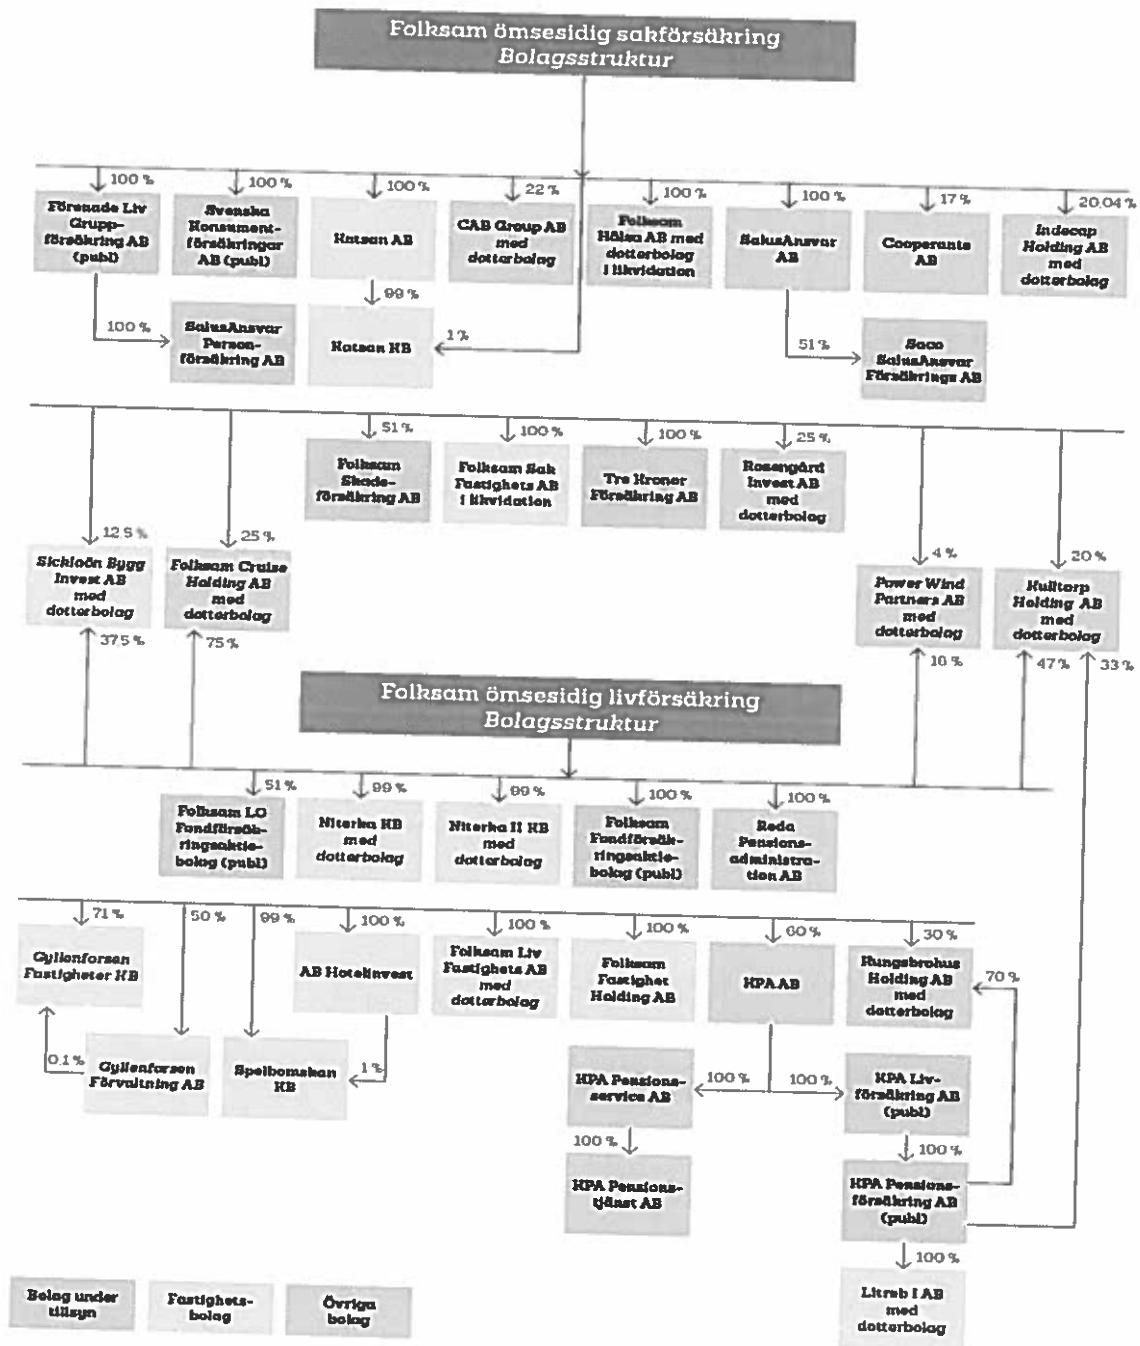 Folksam ömsesidig sakförsäkring
Bolagsstruktur
100 %
100 %
100 %
22 %
100 %
100 %
17 %
20,04 %
Förenade Liv
Grupp-
försäkring AB
(publ)
Svenska
Konsument-
försäkringar
AB (publ)
Katsan AB
CAB Group AB
med
dotterbolag
Folksam
Hälsa AB med
dotterbolag
i likvidation
SalusAnsvar
AB
Cooperante
AB
Indecap
Holding AB
med
dotterbolag
100 %
SalusAnsvar
Person-
försäkring AB
99 %
Katsan KB
1 %
51 %
Saco
SalusAnsvar
Försäkrings AB
51 %
100 %
100 %
25 %
Folksam
Skade-
försäkring AB
Folksam Sak
Fastighets AB
i likvidation
Tre Kronor
Försäkring AB
Rosengård
Invest AB
med
dotterbolag
12,5 %
25 %
4 %
20 %
Sicklaön Bygg
Invest AB
med
dotterbolag
Folksam Cruise
Holding AB
med
dotterbolag
Power Wind
Partners AB
med
dotterbolag
Kulltorp
Holding AB
med
dotterbolag
37,5 %
75 %
16 %
47 %
33 %
Folksam ömsesidig livförsäkring
Bolagsstruktur
51 %
99 %
99 %
100 %
100 %
Folksam LO
Fondförsäk-
ringsaktie-
bolag (publ)
Niterka KB
med
dotterbolag
Niterka II KB
med
dotterbolag
Folksam
Fondförsäk-
ringsaktie-
bolag (publ)
Reda
Pensions-
administra-
tion AB
71 %
50 %
99 %
100 %
100 %
100 %
60 %
30 %
Gyllenforsen
Fastigheter KB
AB Hotelinvest
Folksam Liv
Fastighets AB
med
dotterbolag
Folksam
Fastighet
Holding AB
KPA AB
Kungsbrohus
Holding AB
med
dotterbolag
70 %
0,1 %
Gyllenforsen
Förvaltning AB
Spelbomskan
KB
1 %
KPA Pensions-
service AB
100 %
100 %
KPA Liv-
försäkring AB
(publ)
100 %
100 %
KPA Pensions-
tjänst AB
KPA Pensions-
försäkring AB
(publ)
100 %
Litreb I AB
med
dotterbolag
Bolag under
tillsyn
Fastighets-
bolag
Övriga
bolag